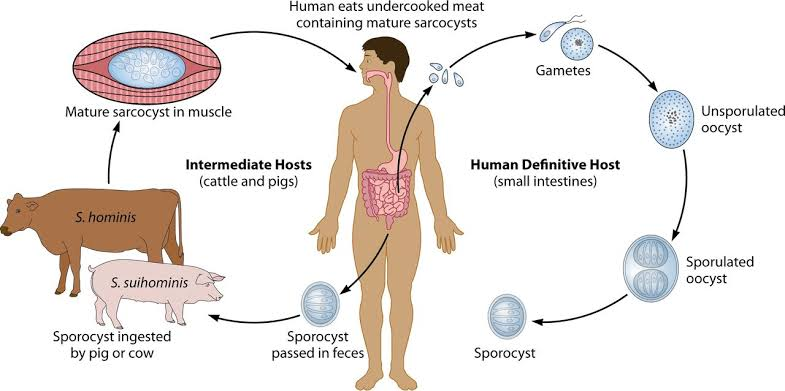 Human eats undercooked meat
containing mature sarcocysts
Gametes
Mature sarcocyst in muscle
Unsporulated
oocyst
Intermediate Hosts
(cattle and pigs)
Human Definitive Host
(small intestines)
S. hominis
S. suihominis
Sporulated
oocyst
Sporocyst ingested
by pig or cow
Sporocyst
passed in feces
Sporocyst